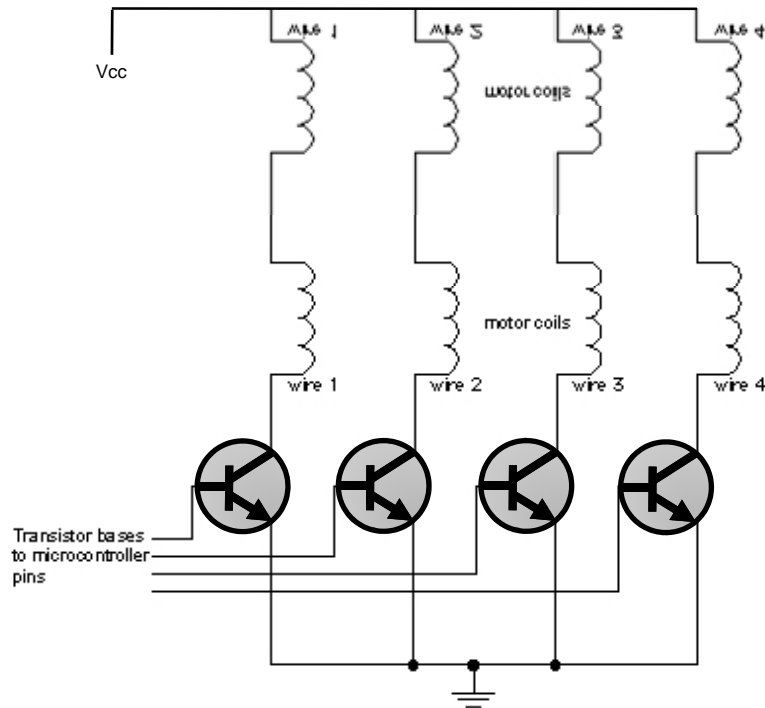 wire 1 wire 2 wire 3 wire 4
Vcc
motor coils
motor coils
wire 1 wire 2 wire 3 wire 4
Transistor bases
to microcontroller
pins